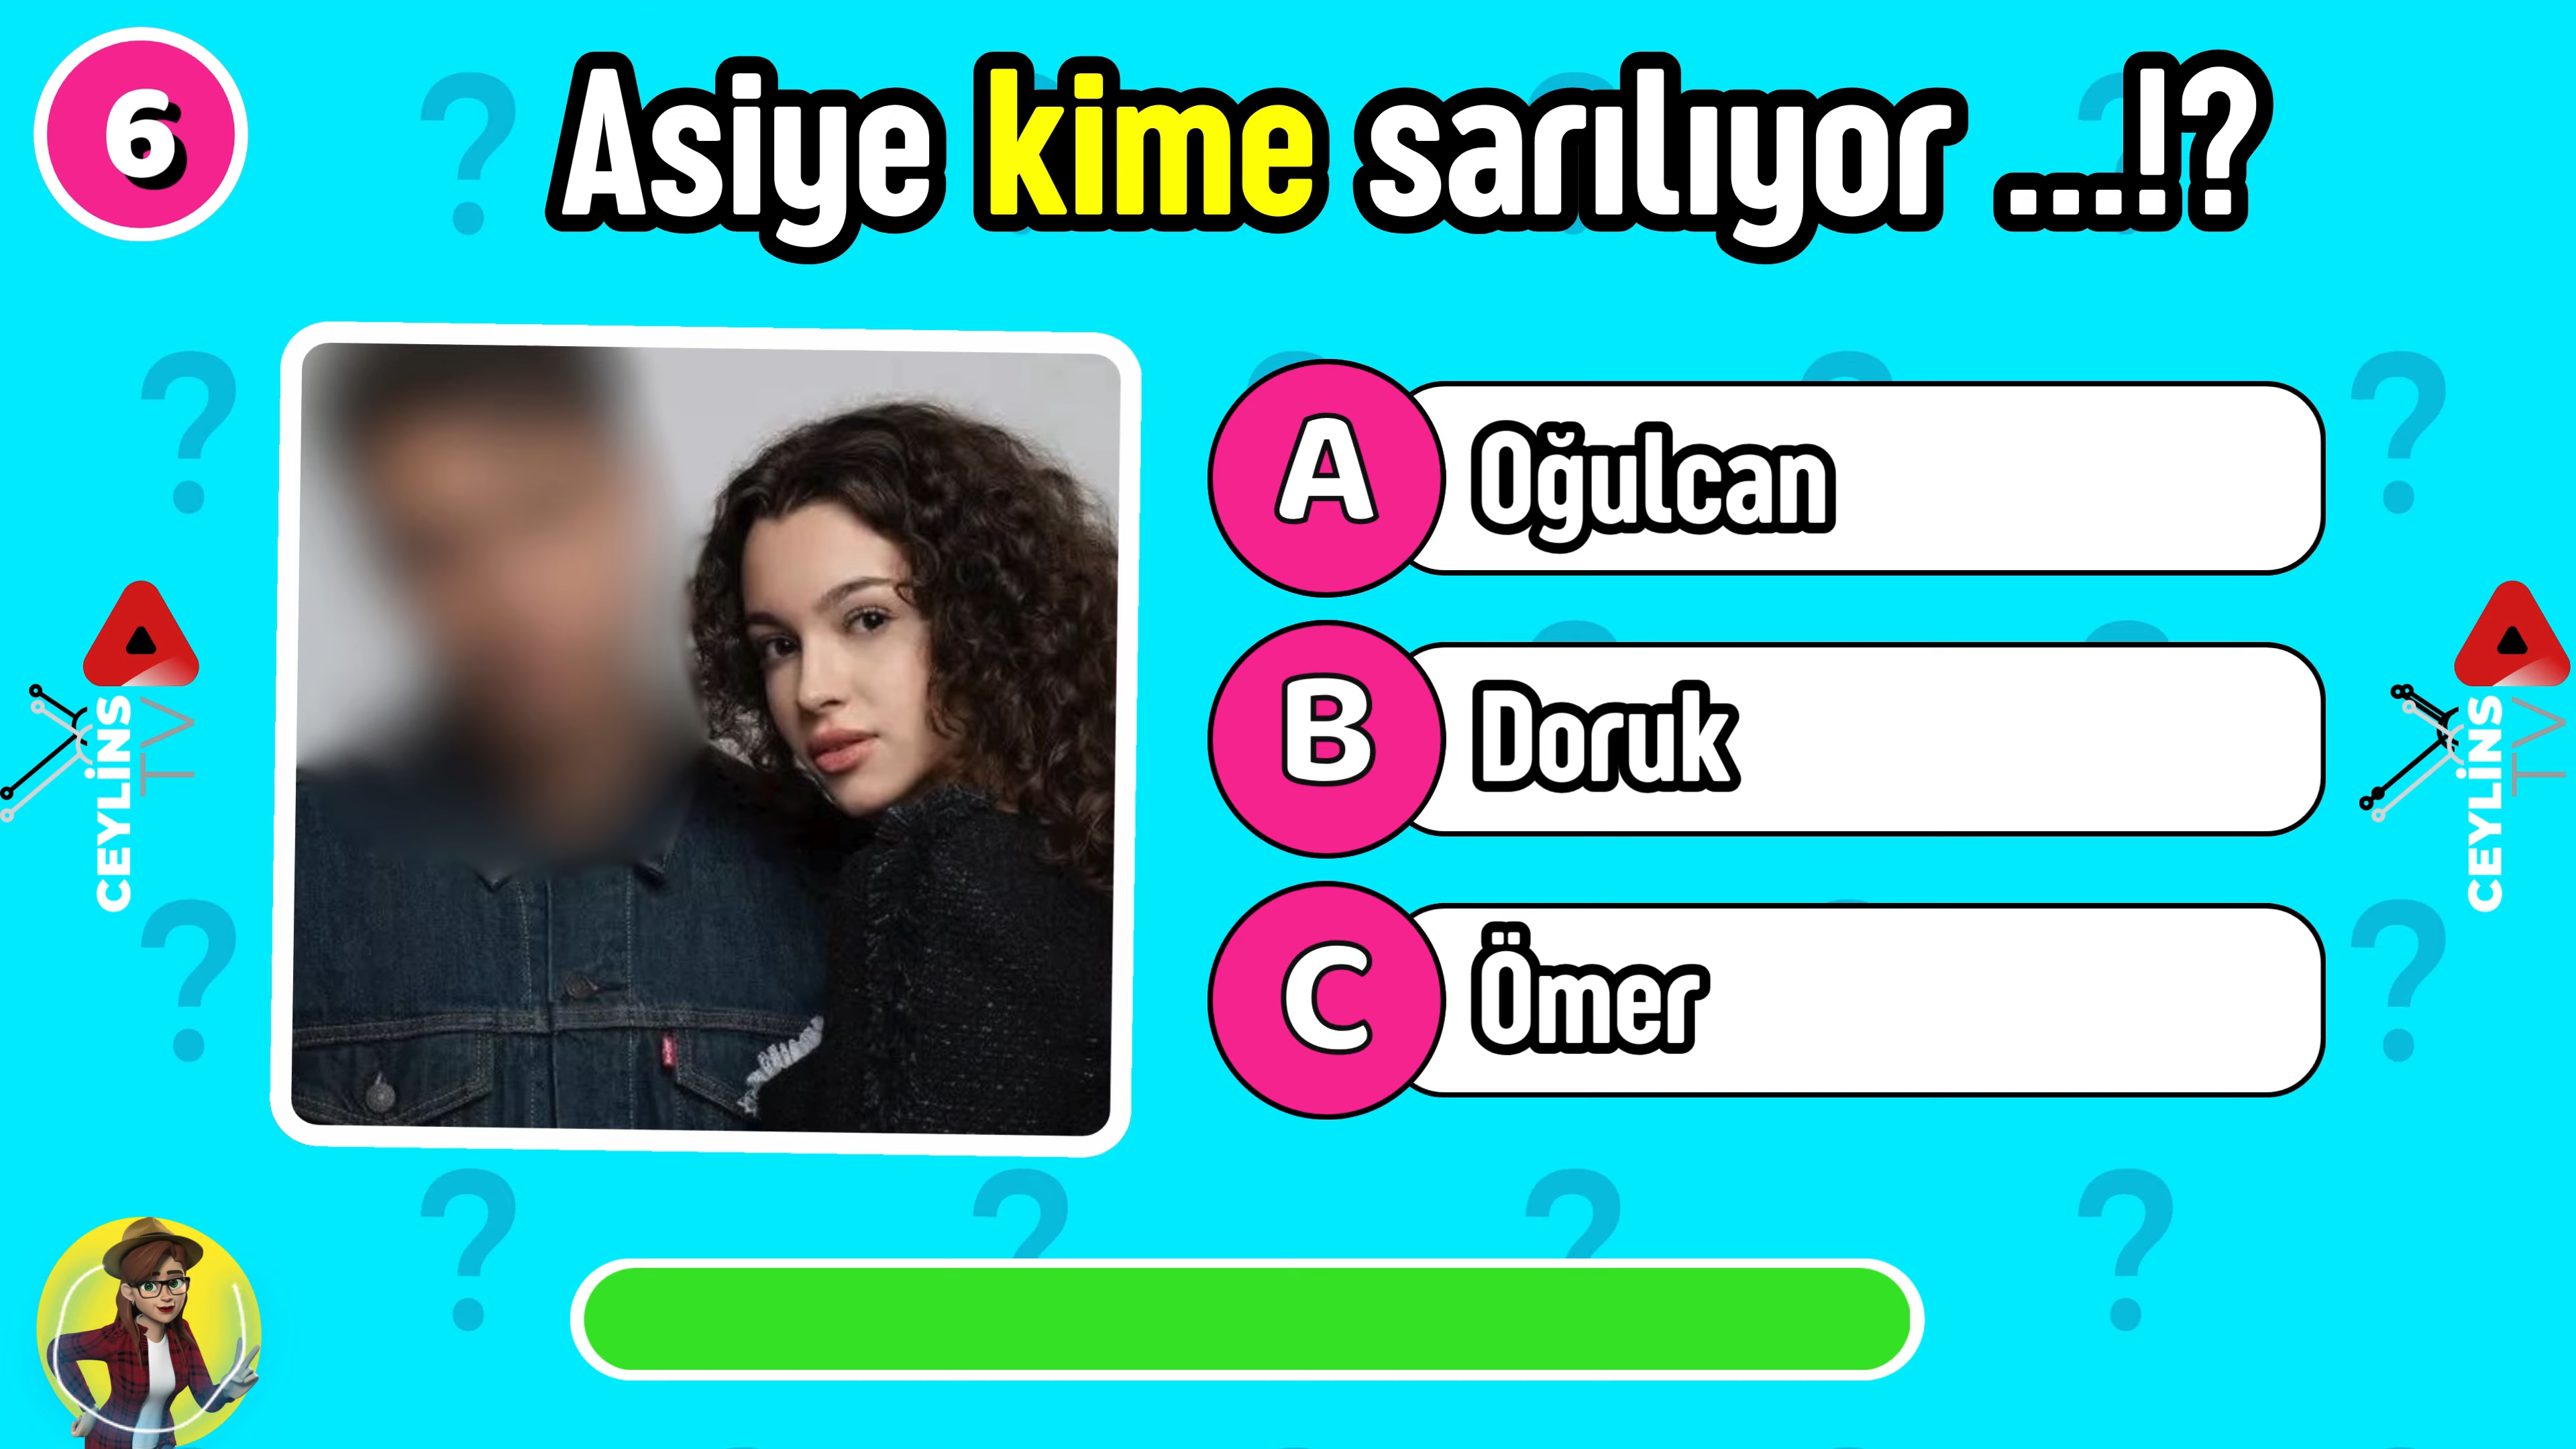 6
Asiye kime sarılıyor ...!?
A Oğulcan
B Doruk
C Ömer
CEYLİNS
TV
CEYLİNS
TV